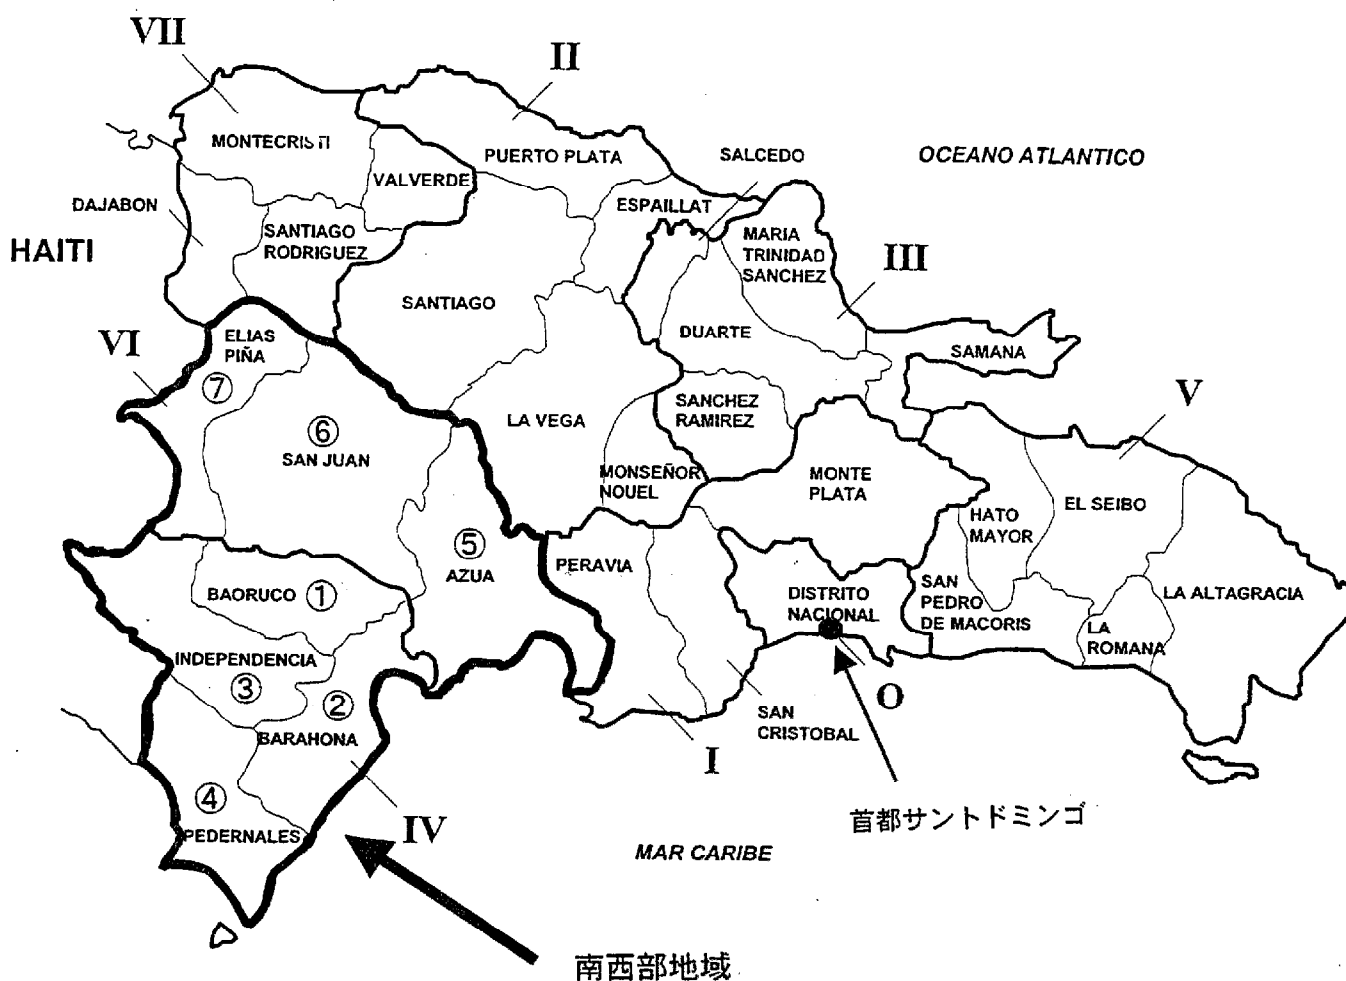 VII
II
SALCEDO
OCEANO ATLANTICO
MONTECRISTI
PUERTO PLATA
VALVERDE
DAJABON
ESPAILLAT
HAITI
SANTIAGO
RODRIGUEZ
MARIA
TRINIDAD
SANCHEZ
III
SANTIAGO
VI
ELIAS
PIÑA
⑦
DUARTE
SAMANA
V
SANCHEZ
RAMIREZ
LA VEGA
⑥
SAN JUAN
MONSEÑOR
NOUEL
MONTE
PLATA
HATO
MAYOR
EL SEIBO
⑤
AZUA
PERAVIA
BAORUCO ①
DISTRITO
NACIONAL
SAN
PEDRO
DE MACORIS
LA
ROMANA
LA ALTAGRACIA
INDEPENDENCIA
③
②
BARAHONA
O
SAN
CRISTOBAL
I
④
PEDERNALES
IV
首都サントドミンゴ
MAR CARIBE
南西部地域